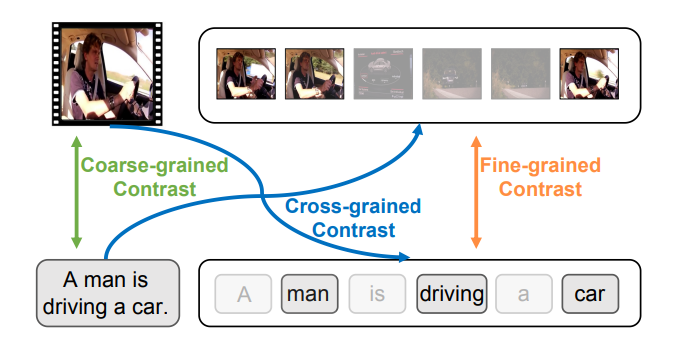 Coarse-grained
Contrast
Cross-grained
Contrast
Fine-grained
Contrast
A man is
driving a car.
A man is driving a car